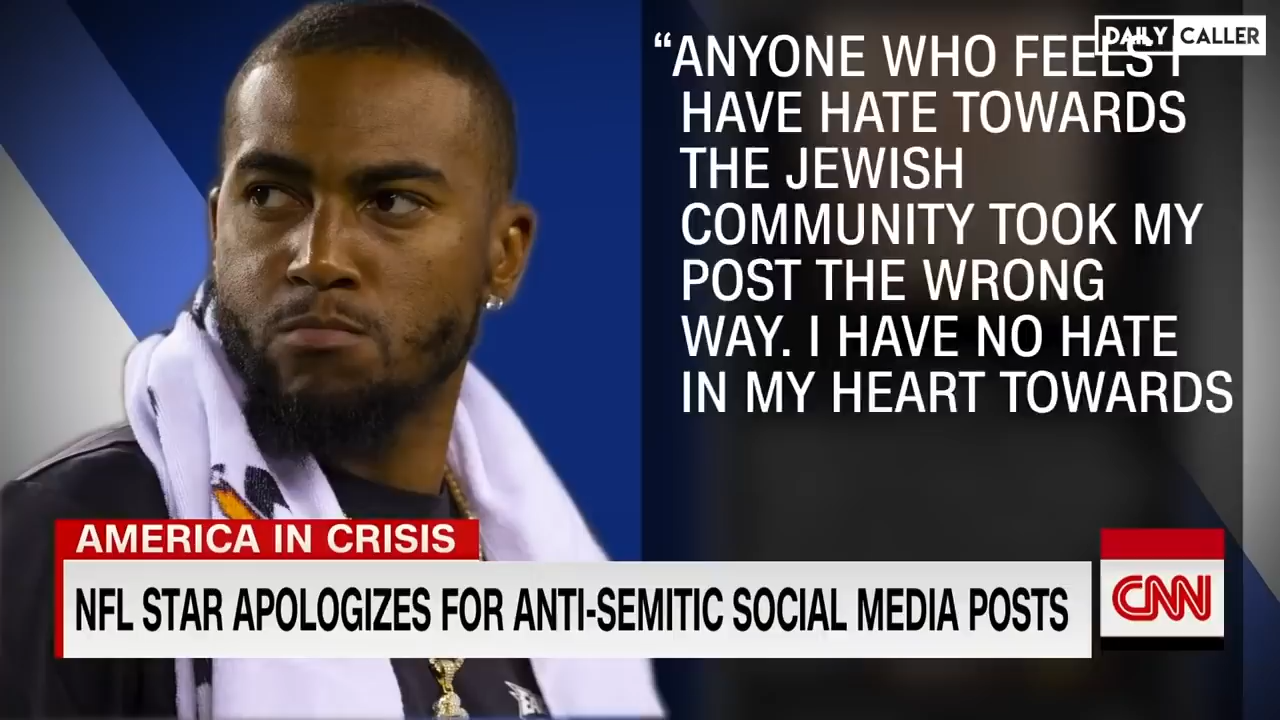 DAILY CALLER
“ANYONE WHO FEELS I
HAVE HATE TOWARDS
THE JEWISH
COMMUNITY TOOK MY
POST THE WRONG
WAY. I HAVE NO HATE
IN MY HEART TOWARDS
AMERICA IN CRISIS
NFL STAR APOLOGIZES FOR ANTI-SEMITIC SOCIAL MEDIA POSTS
CNN